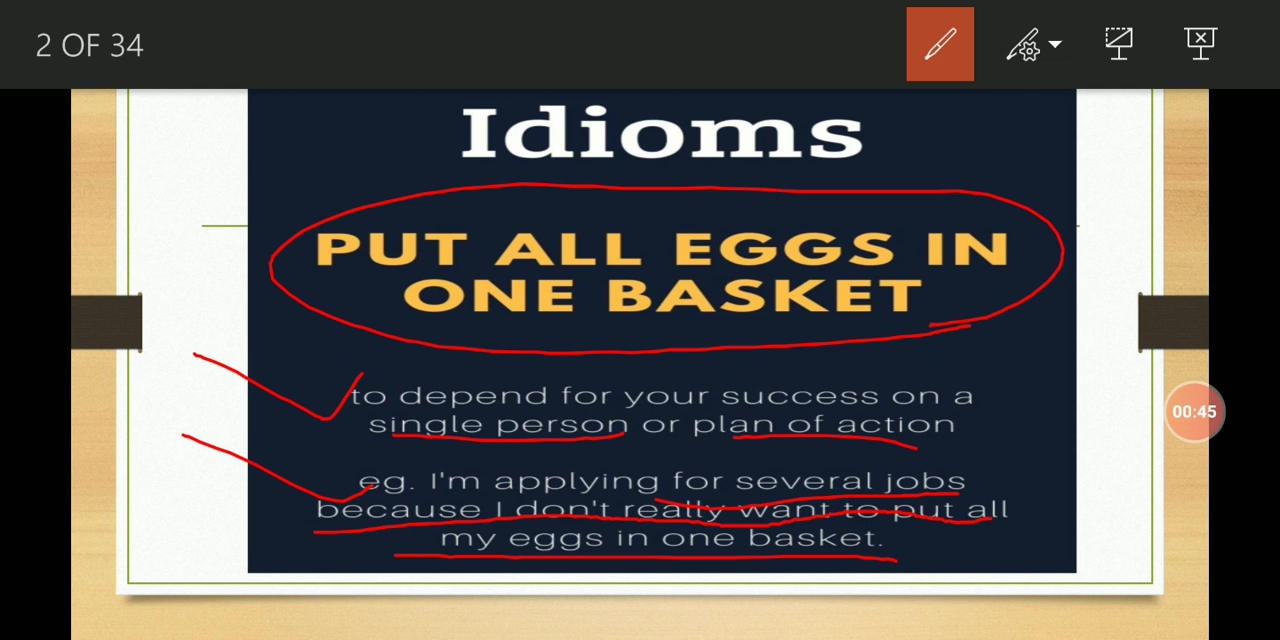 2 OF 34
Idioms
PUT ALL EGGS IN
ONE BASKET
to depend for your success on a
single person or plan of action
00:45
eg. I'm applying for several jobs
because I don't really want to put all
my eggs in one basket.